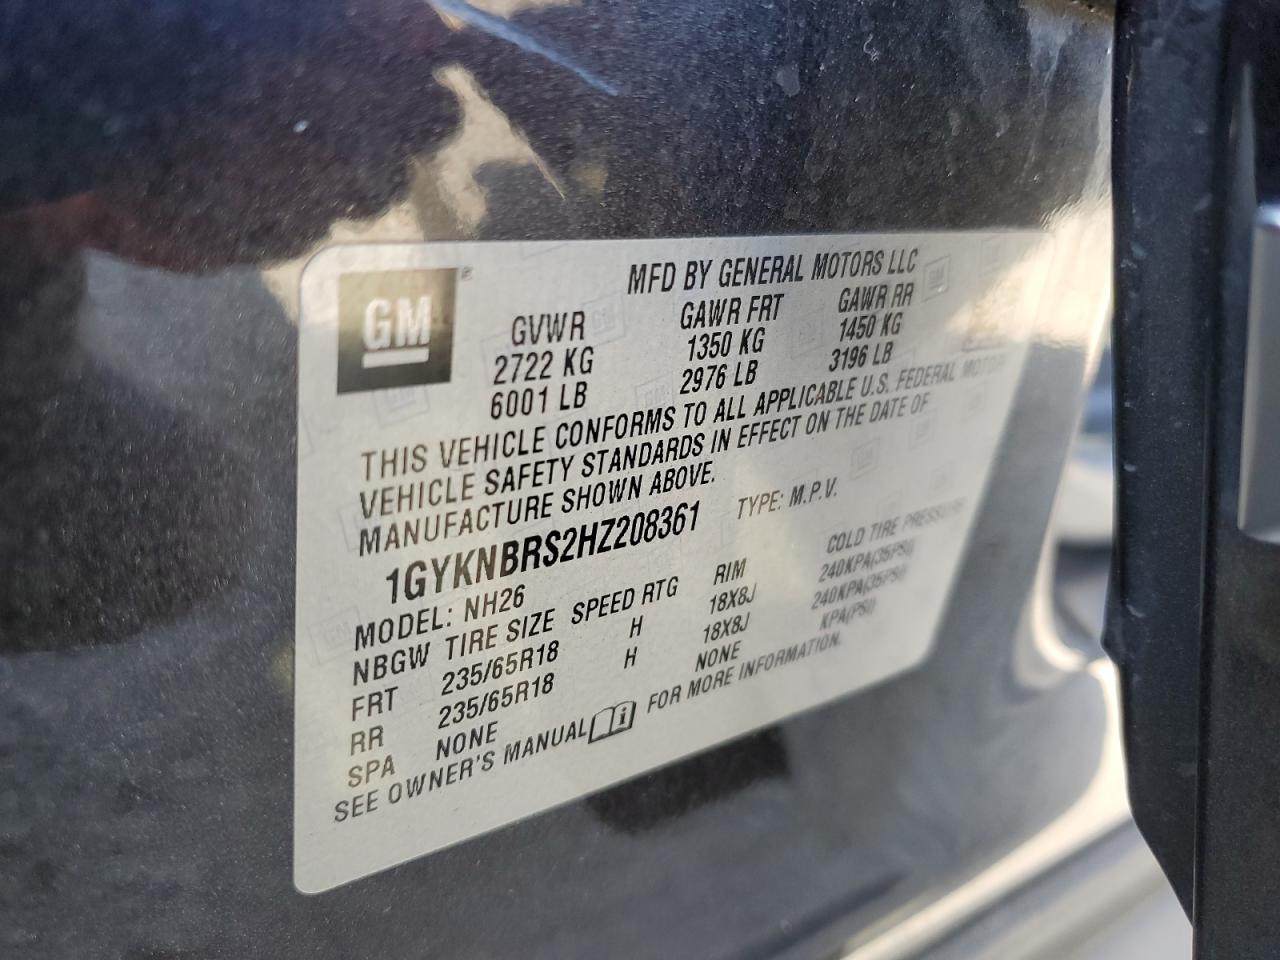 GM
MFD BY GENERAL MOTORS LLC
GVWR GAWR FRT GAWR RR
2722 KG 1350 KG 1450 KG
6001 LB 2976 LB 3196 LB
THIS VEHICLE CONFORMS TO ALL APPLICABLE U.S. FEDERAL MOTOR
VEHICLE SAFETY STANDARDS IN EFFECT ON THE DATE OF
MANUFACTURE SHOWN ABOVE.
1GYKNBRS2HZ208361 TYPE: M.P.V.
MODEL: NH26
NBGW TIRE SIZE SPEED RTG RIM COLD TIRE PRESSURE
FRT 235/65R18 H 18X8J 240KPA(35PSI)
RR 235/65R18 H 18X8J 240KPA(35PSI)
SPA NONE NONE KPA(PSI)
SEE OWNER'S MANUAL FOR MORE INFORMATION.